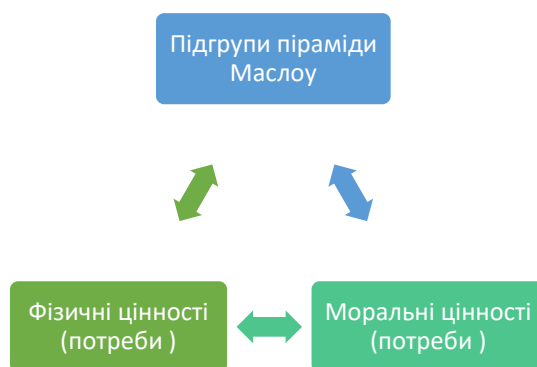 Підгрупи піраміди
Маслоу
Фізичні цінності
(потреби )
Моральні цінності
(потреби )